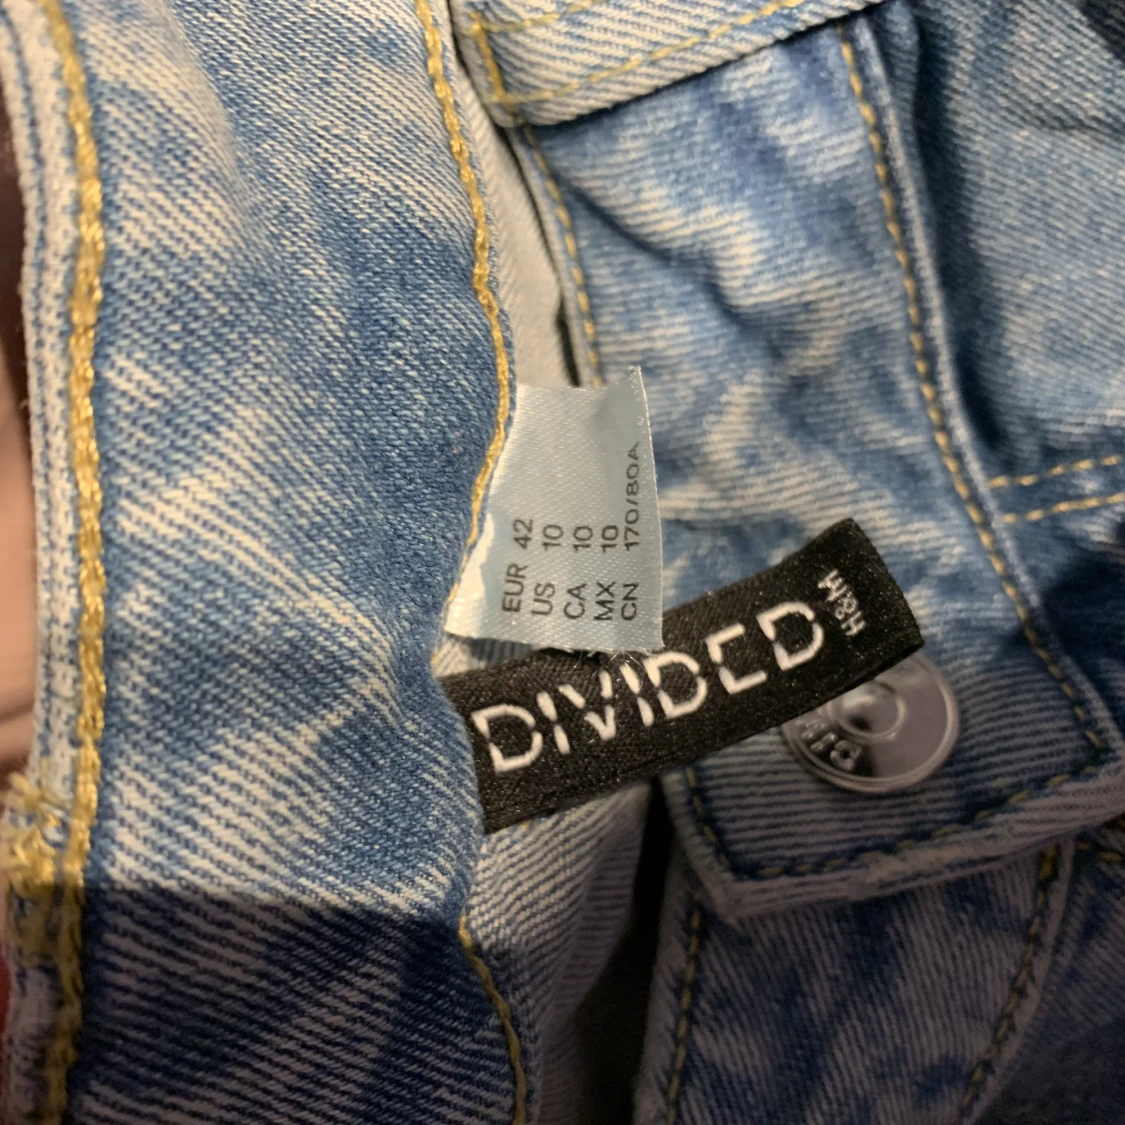 EUR 42
US 10
CA 10
MX 10
CN 170/80A
DIVIDED
H&M